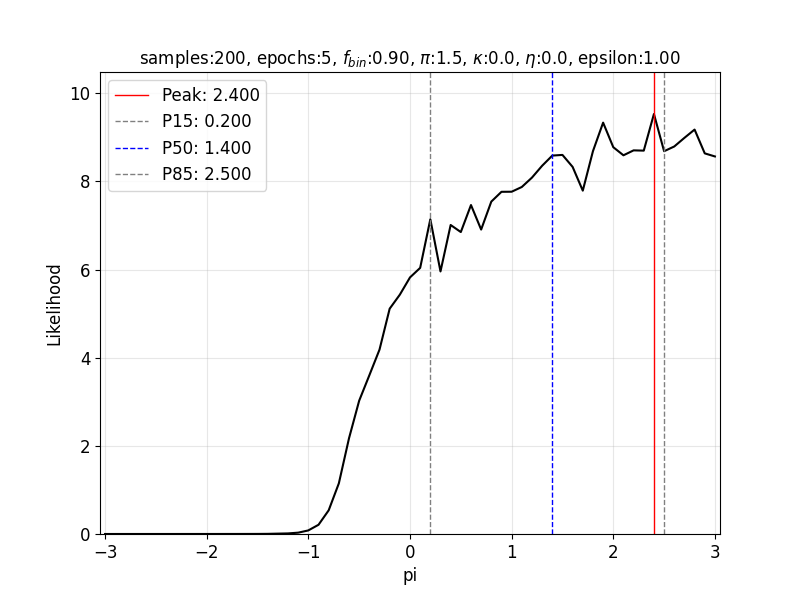 samples:200, epochs:5, f_bin:0.90, π:1.5, κ:0.0, η:0.0, epsilon:1.00
Peak: 2.400
P15: 0.200
P50: 1.400
P85: 2.500
10
8
6
4
2
0
Likelihood
−3 −2 −1 0 1 2 3
pi